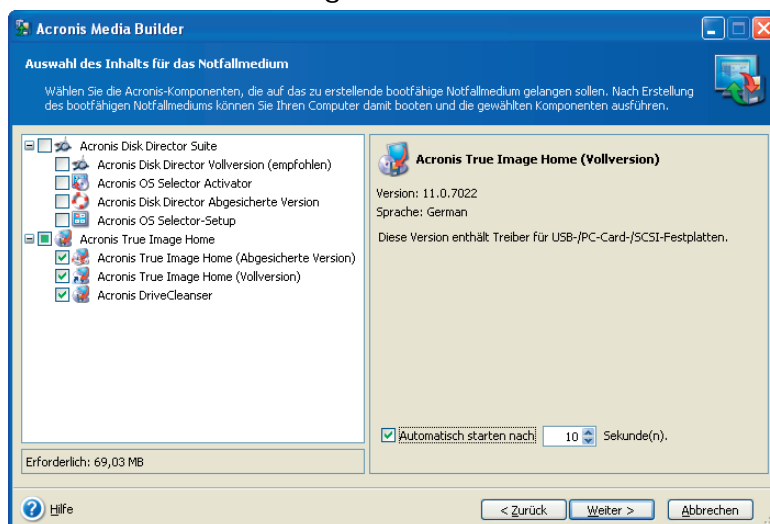 Acronis Media Builder
Auswahl des Inhalts für das Notfallmedium
Wählen Sie die Acronis-Komponenten, die auf das zu erstellende bootfähige Notfallmedium gelangen sollen. Nach Erstellung
des bootfähigen Notfallmediums können Sie Ihren Computer damit booten und die gewählten Komponenten ausführen.
Acronis Disk Director Suite
Acronis Disk Director Vollversion (empfohlen)
Acronis OS Selector Activator
Acronis Disk Director Abgesicherte Version
Acronis OS Selector-Setup
Acronis True Image Home
Acronis True Image Home (Abgesicherte Version)
Acronis True Image Home (Vollversion)
Acronis DriveCleanser
Erforderlich: 69,03 MB
Acronis True Image Home (Vollversion)
Version: 11.0.7022
Sprache: German
Diese Version enthält Treiber für USB-/PC-Card-/SCSI-Festplatten.
Automatisch starten nach 10 Sekunde(n).
Hilfe
< Zurück
Weiter >
Abbrechen